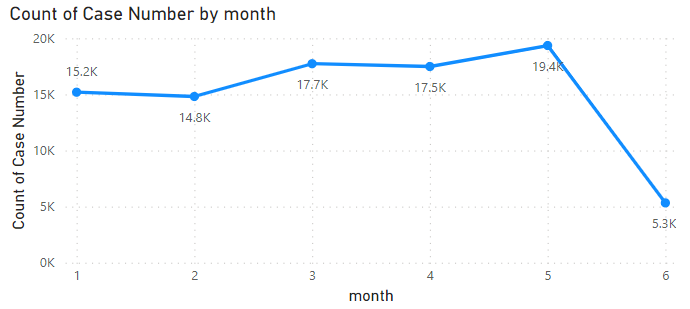 Count of Case Number by month
20K
15K
10K
5K
0K
Count of Case Number
15.2K
14.8K
17.7K
17.5K
19.4K
5.3K
1 2 3 4 5 6
month